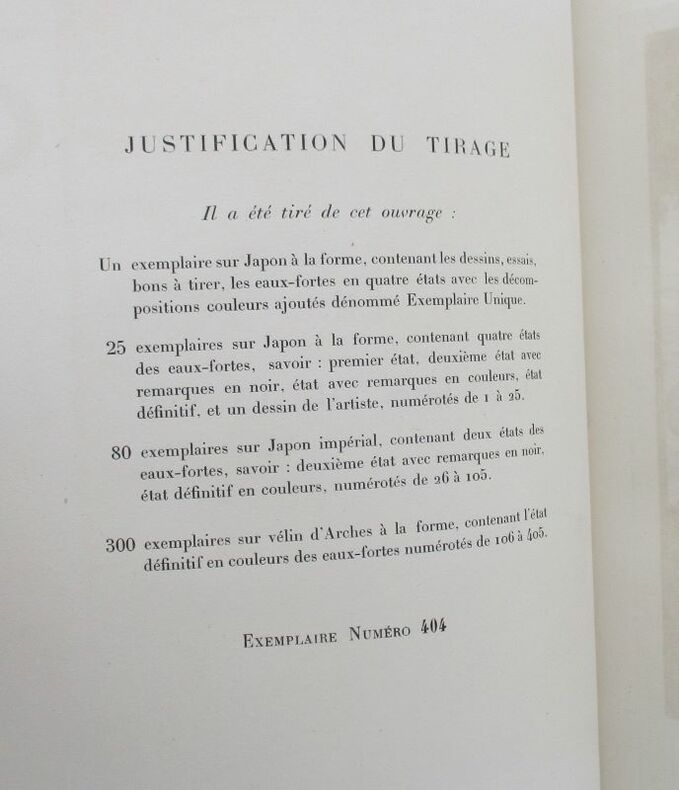 JUSTIFICATION DU TIRAGE
Il a été tiré de cet ouvrage :
Un exemplaire sur Japon à la forme, contenant les dessins, essais,
bons à tirer, les eaux-fortes en quatre états avec les décom-
positions couleurs ajoutés dénommé Exemplaire Unique.
25 exemplaires sur Japon à la forme, contenant quatre états
des eaux-fortes, savoir : premier état, deuxième état avec
remarques en noir, état avec remarques en couleurs, état
définitif, et un dessin de l'artiste, numérotés de 1 à 25.
80 exemplaires sur Japon impérial, contenant deux états des
eaux-fortes, savoir : deuxième état avec remarques en noir,
état définitif en couleurs, numérotés de 26 à 105.
300 exemplaires sur vélin d'Arches à la forme, contenant l'état
définitif en couleurs des eaux-fortes numérotés de 106 à 405.
EXEMPLAIRE NUMÉRO 404